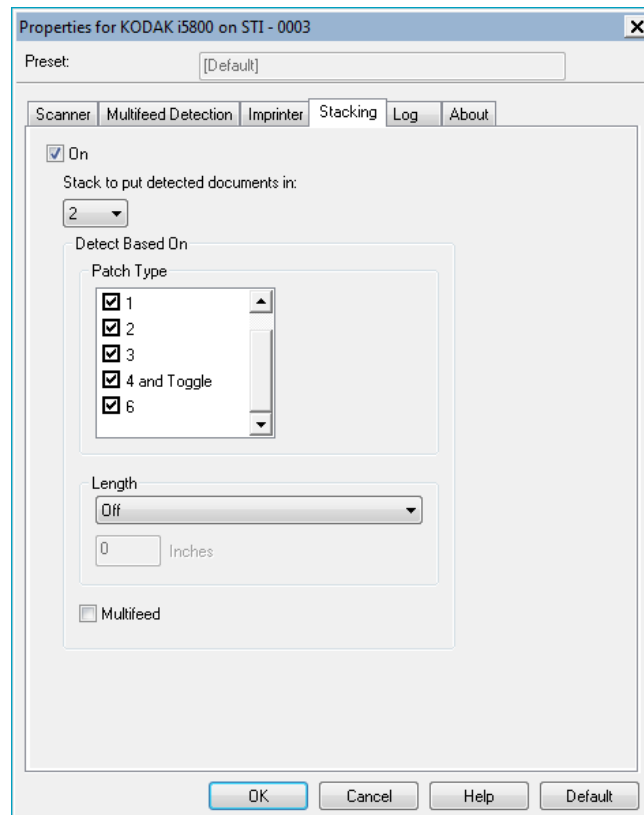 Properties for KODAK i5800 on STI - 0003
Preset: [Default]
Scanner Multifeed Detection Imprinter Stacking Log About
On
Stack to put detected documents in:
2
Detect Based On
Patch Type
1
2
3
4 and Toggle
6
Length
Off
0 Inches
Multifeed
OK Cancel Help Default